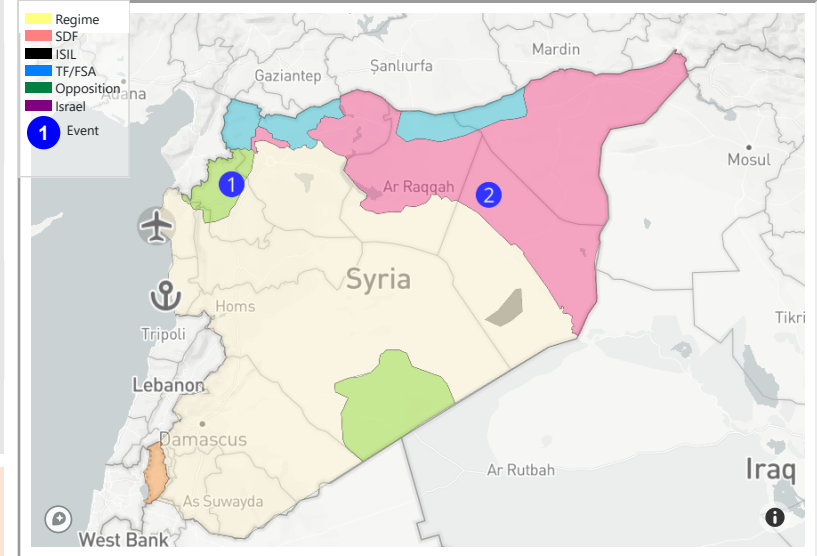 Regime
SDF
ISIL
TF/FSA
Opposition
Israel
1 Event
Adana
Gaziantep
Şanlıurfa
Mardin
Mosul
1
Ar Raqqah
2
Syria
Homs
Tikri
Tripoli
Lebanon
Damascus
Ar Rutbah
Iraq
As Suwayda
West Bank
i